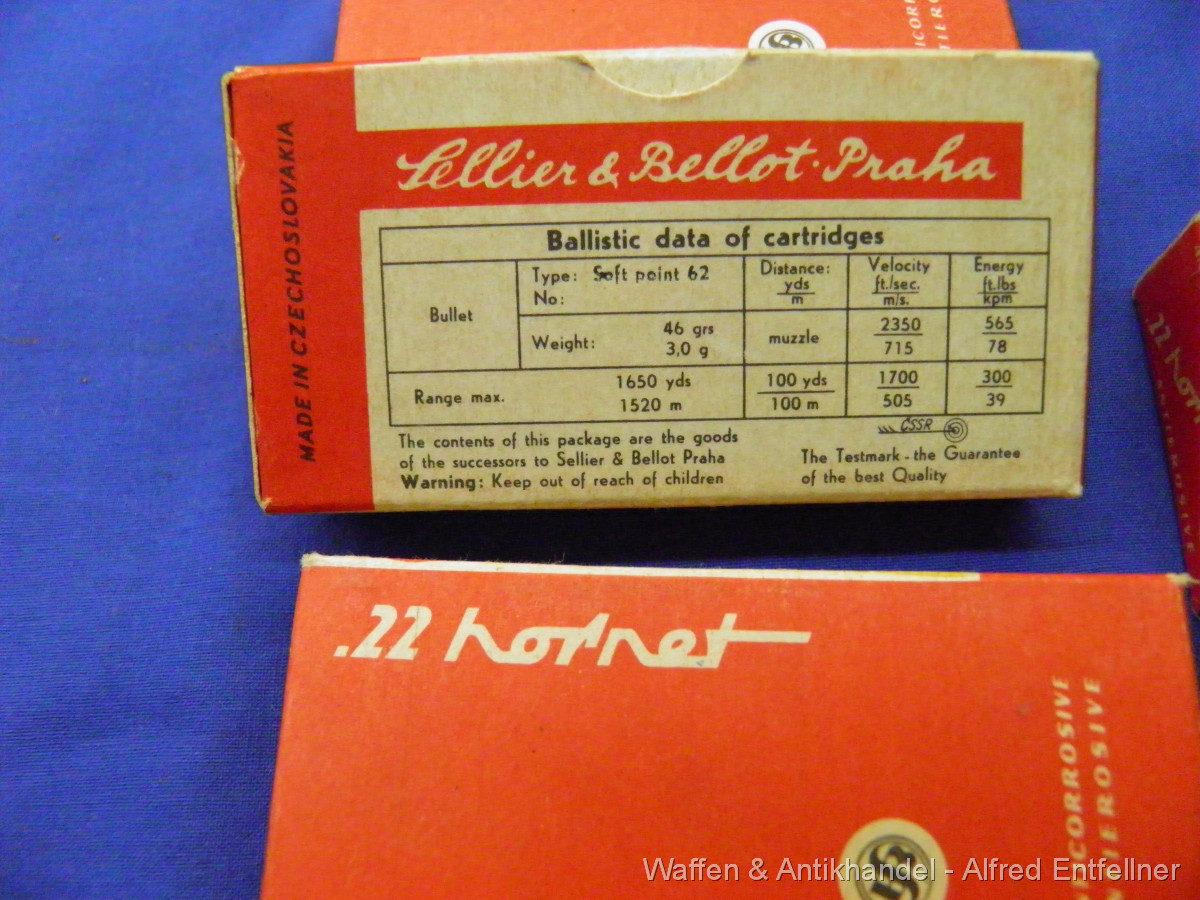 MADE IN CZECHOSLOVAKIA
Sellier & Bellot · Praha
Ballistic data of cartridges
Bullet
Type: Soft point 62
No:
Weight: 46 grs
3,0 g
Distance:
yds
m
Velocity
ft./sec.
m/s.
Energy
ft.lbs
kpm
muzzle
2350
715
565
78
Range max.
1650 yds
1520 m
100 yds
100 m
1700
505
300
39
The contents of this package are the goods
of the successors to Sellier & Bellot Praha
Warning: Keep out of reach of children
ČSSR
The Testmark - the Guarantee
of the best Quality
.22 hornet
.22
Waffen & Antikhandel - Alfred Entfellner